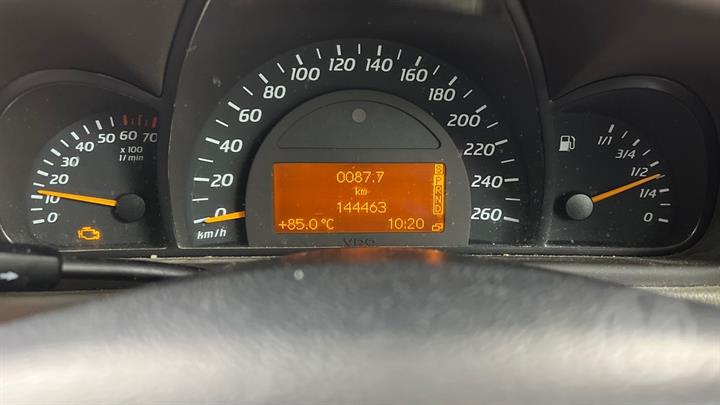 0 10 20 30 40 50 60 70
x 100
1/min
0 20 40 60 80 100 120 140 160 180 200 220 240 260
km/h
0087.7
km
144463
+85.0°C 10:20
S
P
R
N
D
VDO
1/1 3/4 1/2 1/4 0